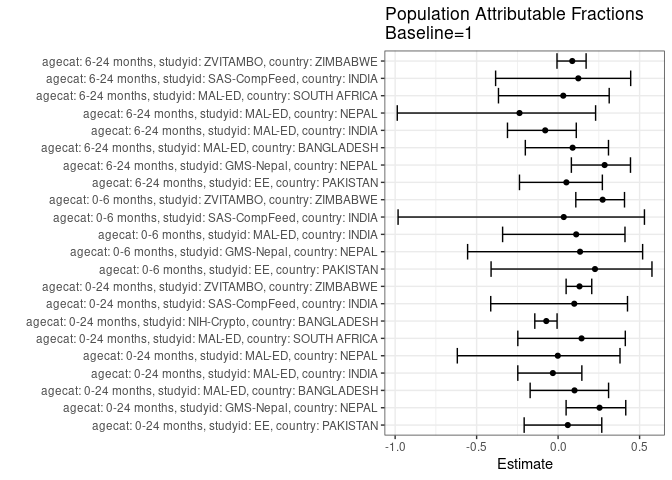 Population Attributable Fractions
Baseline=1
agecat: 6-24 months, studyid: ZVITAMBO, country: ZIMBABWE
agecat: 6-24 months, studyid: SAS-CompFeed, country: INDIA
agecat: 6-24 months, studyid: MAL-ED, country: SOUTH AFRICA
agecat: 6-24 months, studyid: MAL-ED, country: NEPAL
agecat: 6-24 months, studyid: MAL-ED, country: INDIA
agecat: 6-24 months, studyid: MAL-ED, country: BANGLADESH
agecat: 6-24 months, studyid: GMS-Nepal, country: NEPAL
agecat: 6-24 months, studyid: EE, country: PAKISTAN
agecat: 0-6 months, studyid: ZVITAMBO, country: ZIMBABWE
agecat: 0-6 months, studyid: SAS-CompFeed, country: INDIA
agecat: 0-6 months, studyid: MAL-ED, country: INDIA
agecat: 0-6 months, studyid: GMS-Nepal, country: NEPAL
agecat: 0-6 months, studyid: EE, country: PAKISTAN
agecat: 0-24 months, studyid: ZVITAMBO, country: ZIMBABWE
agecat: 0-24 months, studyid: SAS-CompFeed, country: INDIA
agecat: 0-24 months, studyid: NIH-Crypto, country: BANGLADESH
agecat: 0-24 months, studyid: MAL-ED, country: SOUTH AFRICA
agecat: 0-24 months, studyid: MAL-ED, country: NEPAL
agecat: 0-24 months, studyid: MAL-ED, country: INDIA
agecat: 0-24 months, studyid: MAL-ED, country: BANGLADESH
agecat: 0-24 months, studyid: GMS-Nepal, country: NEPAL
agecat: 0-24 months, studyid: EE, country: PAKISTAN
-1.0 -0.5 0.0 0.5
Estimate